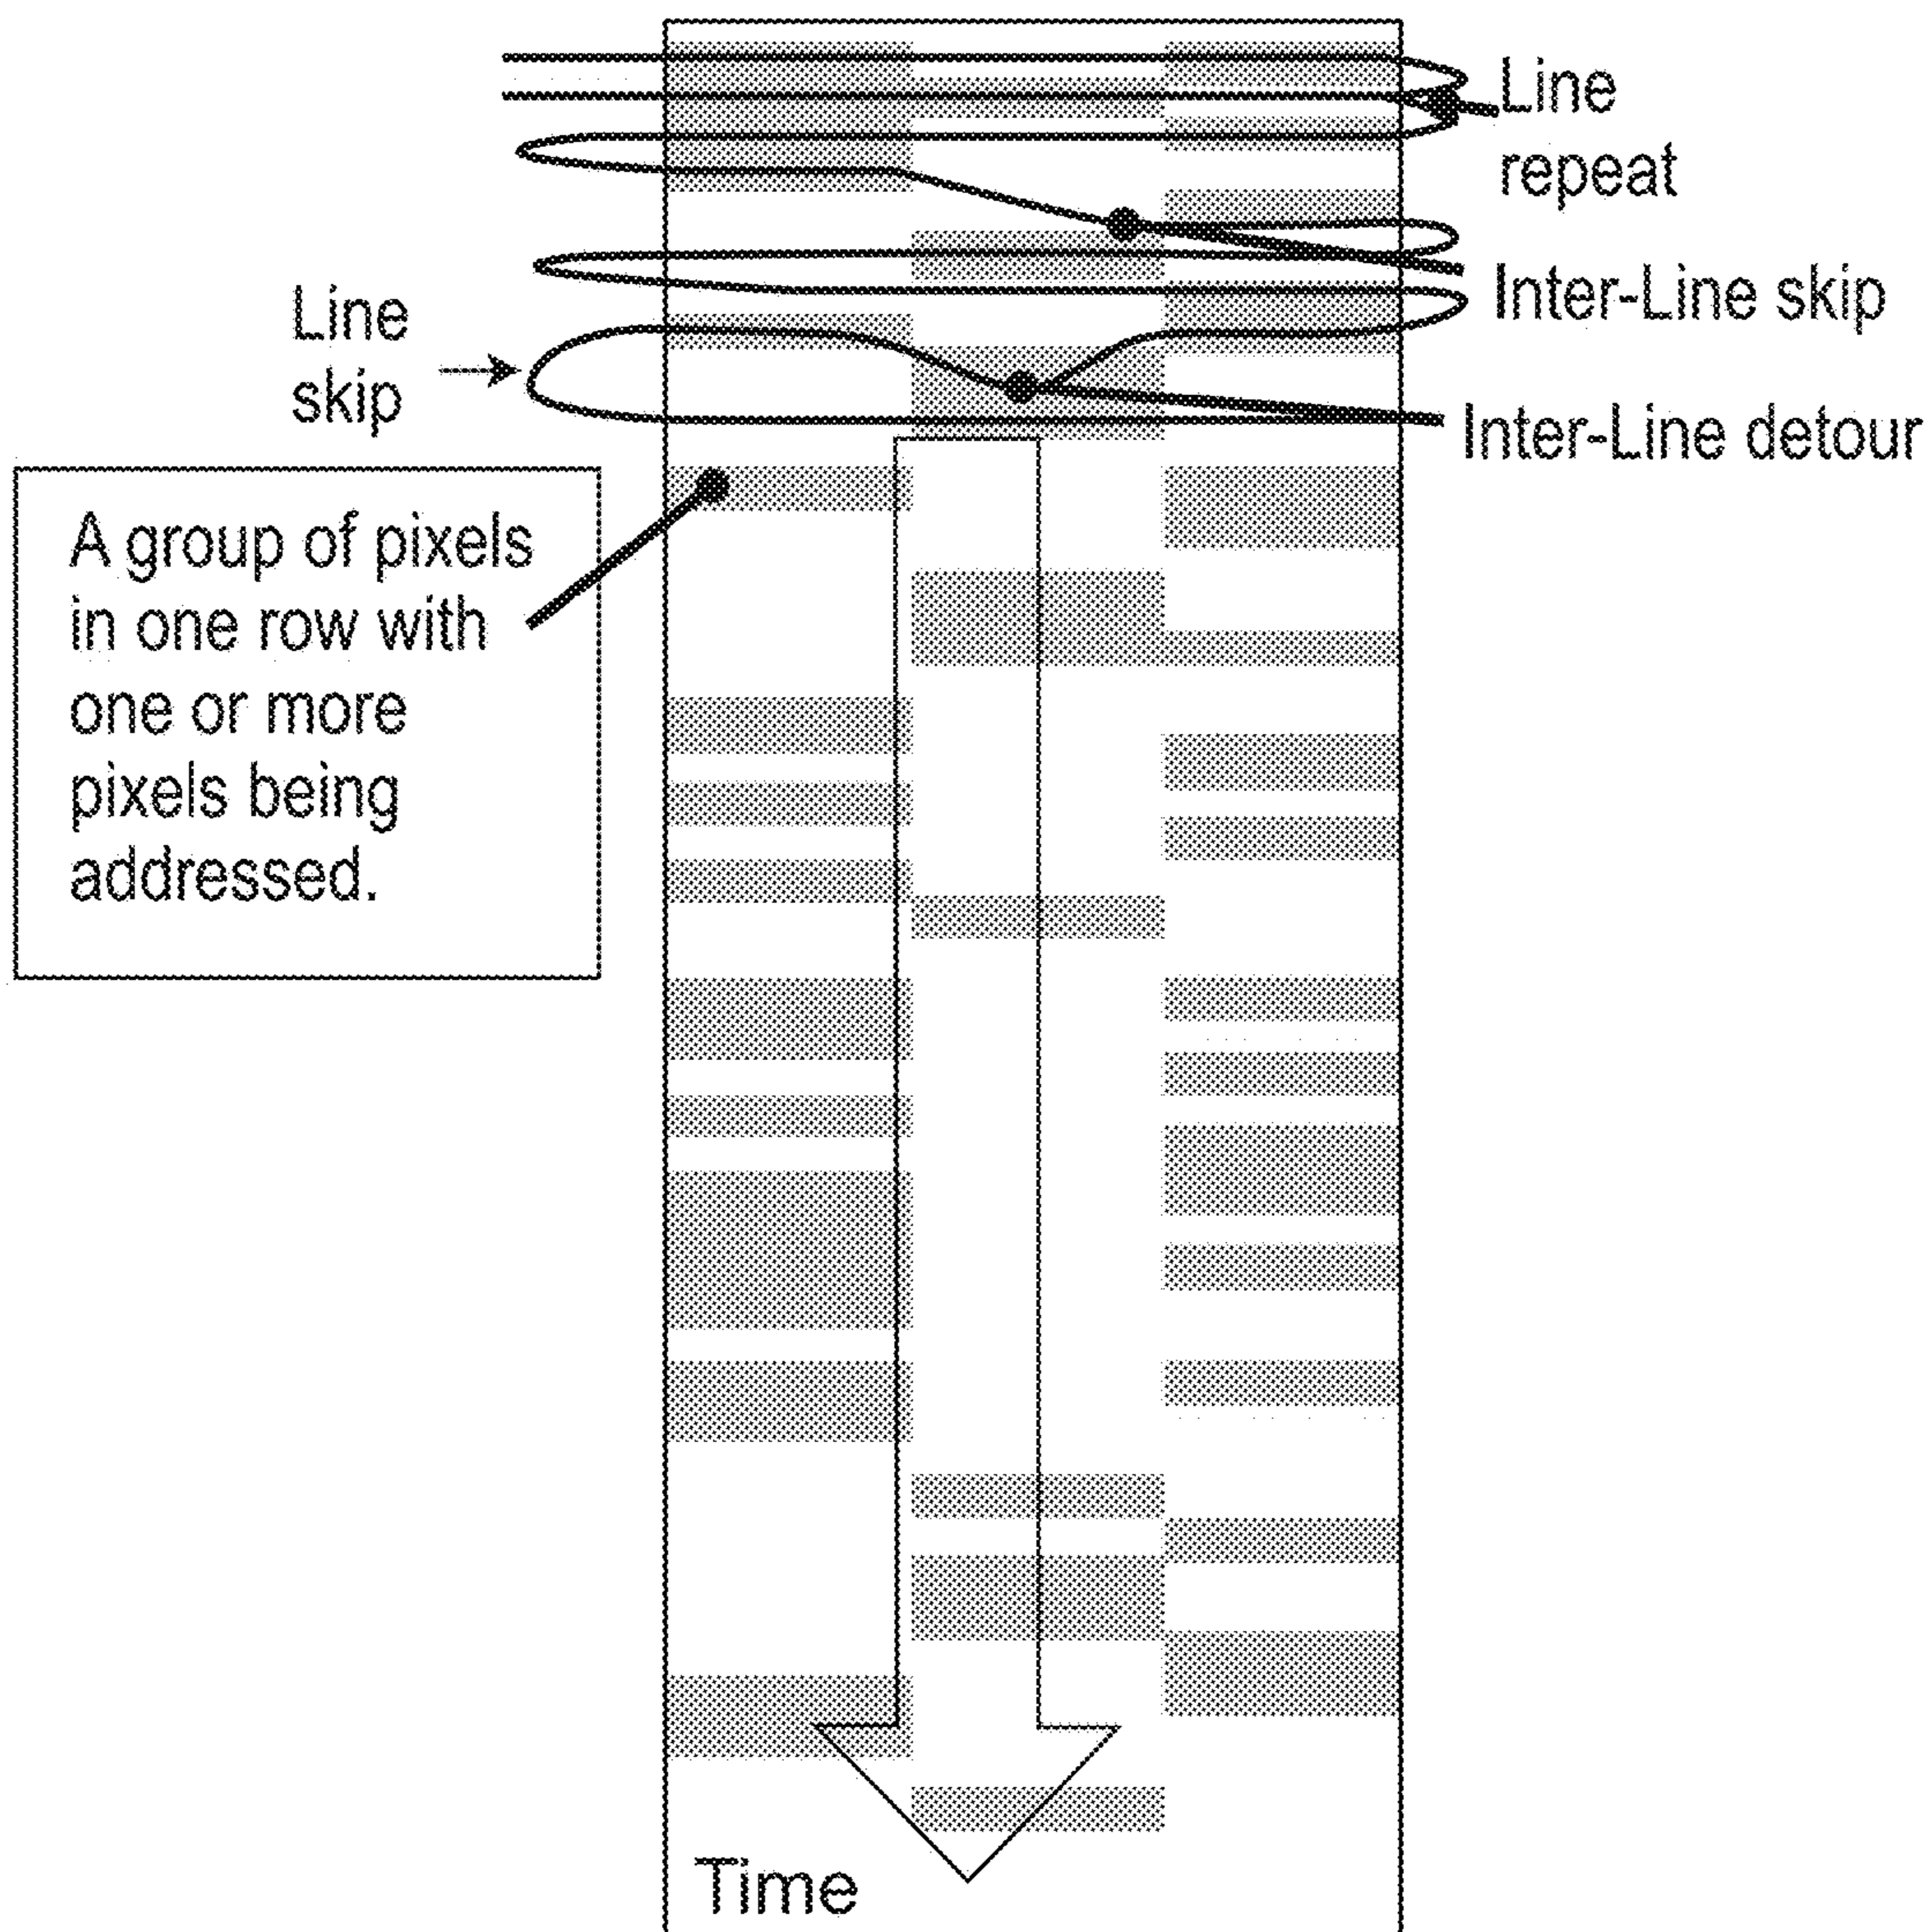 Line
repeat
Inter-Line skip
Line
skip
Inter-Line detour
A group of pixels
in one row with
one or more
pixels being
addressed.
Time